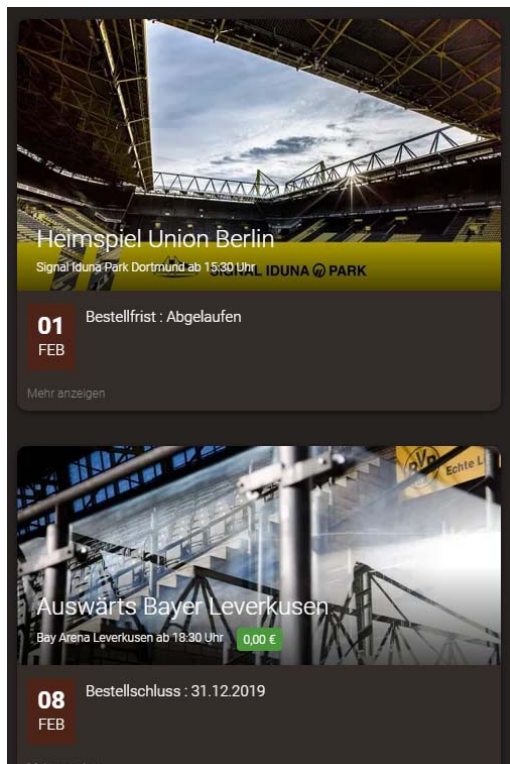 Heimspiel Union Berlin
Signal Iduna Park Dortmund ab 15:30 Uhr
SIGNAL IDUNA PARK
01
FEB
Bestellfrist : Abgelaufen
Mehr anzeigen
BVB
Echte L
Auswärts Bayer Leverkusen
Bay Arena Leverkusen ab 18:30 Uhr
0,00 €
08
FEB
Bestellschluss : 31.12.2019